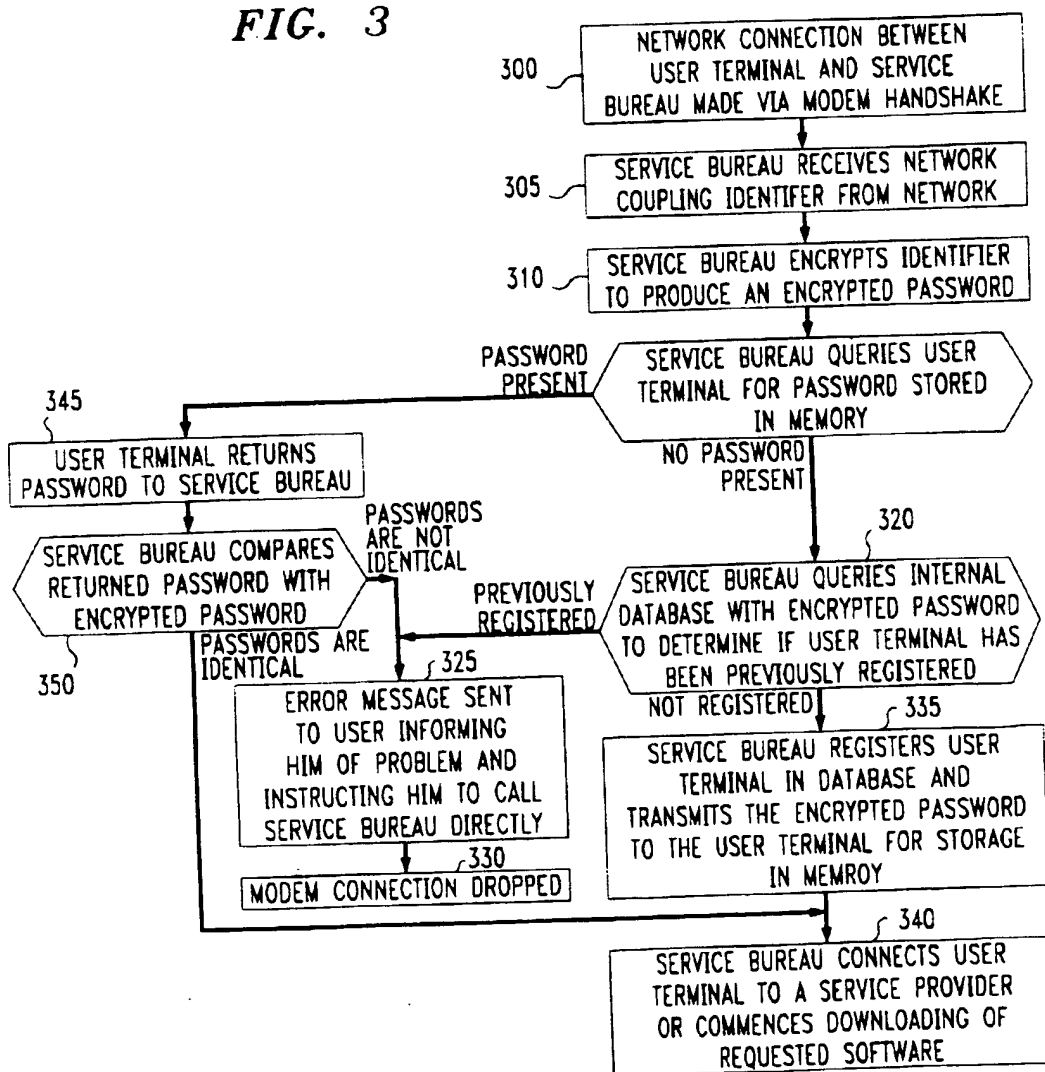 FIG. 3
300
NETWORK CONNECTION BETWEEN
USER TERMINAL AND SERVICE
BUREAU MADE VIA MODEM HANDSHAKE
305
SERVICE BUREAU RECEIVES NETWORK
COUPLING IDENTIFER FROM NETWORK
310
SERVICE BUREAU ENCRYPTS IDENTIFIER
TO PRODUCE AN ENCRYPTED PASSWORD
SERVICE BUREAU QUERIES USER
TERMINAL FOR PASSWORD STORED
IN MEMORY
PASSWORD
PRESENT
NO PASSWORD
PRESENT
345
USER TERMINAL RETURNS
PASSWORD TO SERVICE BUREAU
SERVICE BUREAU COMPARES
RETURNED PASSWORD WITH
ENCRYPTED PASSWORD
350
PASSWORDS
ARE NOT
IDENTICAL
PASSWORDS ARE
IDENTICAL
320
SERVICE BUREAU QUERIES INTERNAL
DATABASE WITH ENCRYPTED PASSWORD
TO DETERMINE IF USER TERMINAL HAS
BEEN PREVIOUSLY REGISTERED
PREVIOUSLY
REGISTERED
NOT REGISTERED
325
ERROR MESSAGE SENT
TO USER INFORMING
HIM OF PROBLEM AND
INSTRUCTING HIM TO CALL
SERVICE BUREAU DIRECTLY
330
MODEM CONNECTION DROPPED
335
SERVICE BUREAU REGISTERS USER
TERMINAL IN DATABASE AND
TRANSMITS THE ENCRYPTED PASSWORD
TO THE USER TERMINAL FOR STORAGE
IN MEMROY
340
SERVICE BUREAU CONNECTS USER
TERMINAL TO A SERVICE PROVIDER
OR COMMENCES DOWNLOADING OF
REQUESTED SOFTWARE